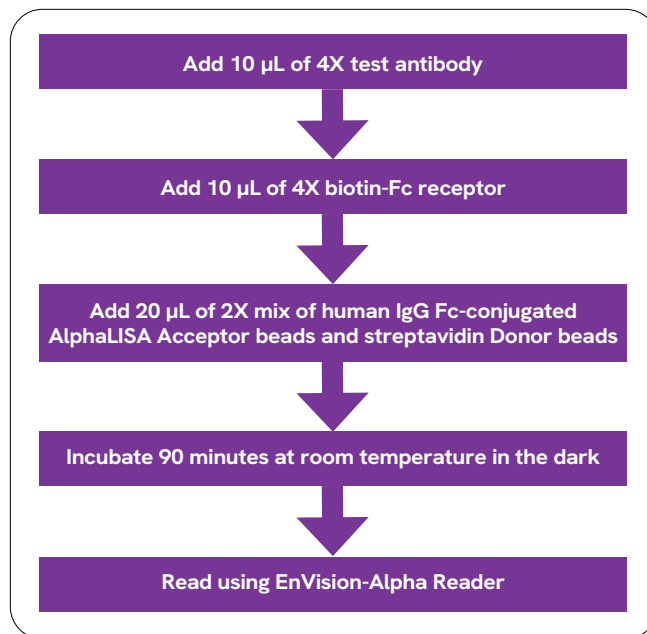 Add 10 µL of 4X test antibody
Add 10 µL of 4X biotin-Fc receptor
Add 20 µL of 2X mix of human IgG Fc-conjugated
AlphaLISA Acceptor beads and streptavidin Donor beads
Incubate 90 minutes at room temperature in the dark
Read using EnVision-Alpha Reader